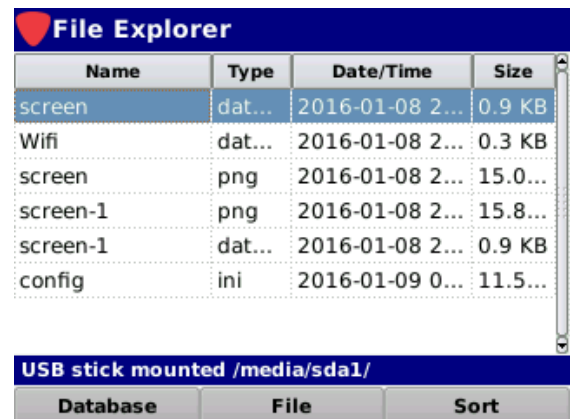 File Explorer
Name Type Date/Time Size
screen dat... 2016-01-08 2... 0.9 KB
Wifi dat... 2016-01-08 2... 0.3 KB
screen png 2016-01-08 2... 15.0...
screen-1 png 2016-01-08 2... 15.8...
screen-1 dat... 2016-01-08 2... 0.9 KB
config ini 2016-01-09 0... 11.5...
USB stick mounted /media/sda1/
Database File Sort